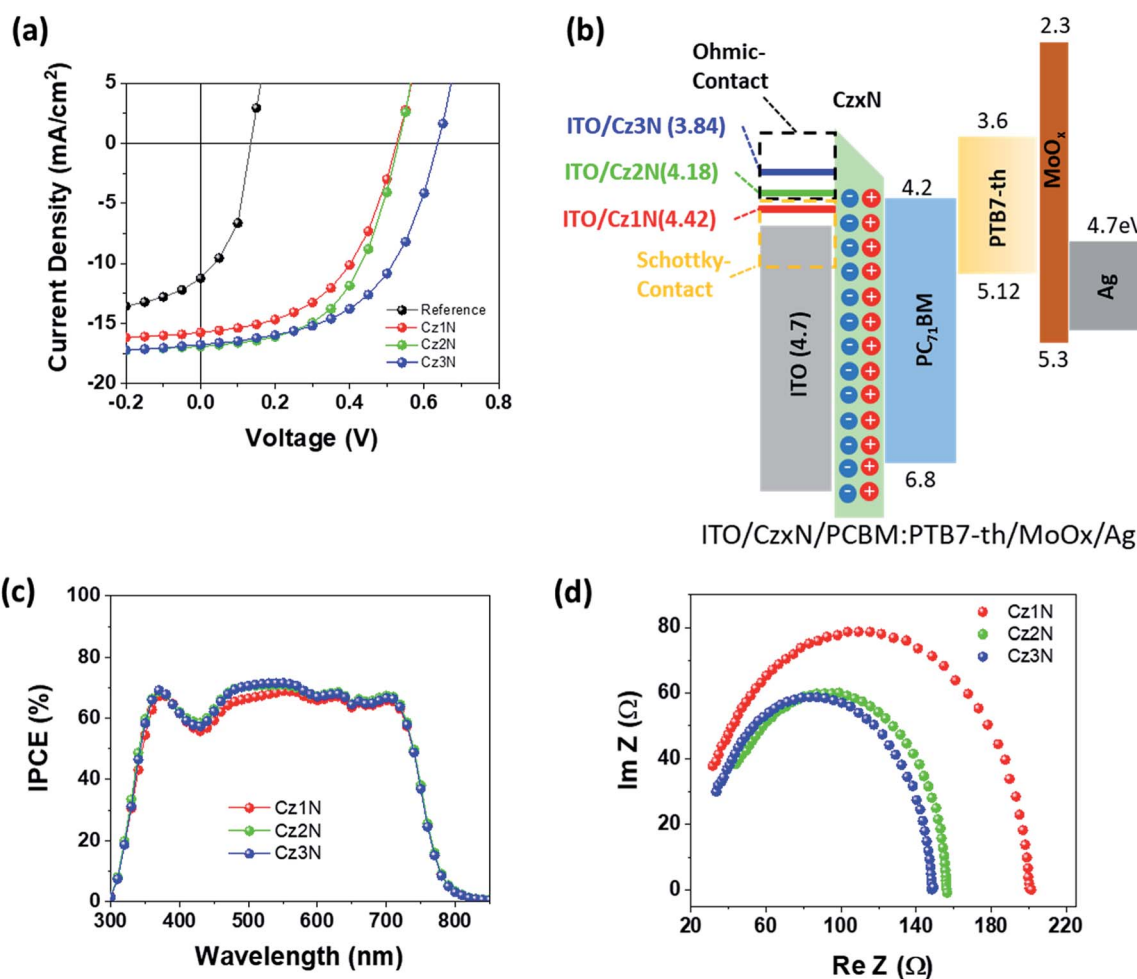 (a)
Current Density (mA/cm²)
5
0
-5
-10
-15
-20
-0.2
0.0
0.2
0.4
0.6
0.8
Voltage (V)
Reference
Cz1N
Cz2N
Cz3N
(b)
Ohmic-
Contact
CzxN
ITO/Cz3N (3.84)
ITO/Cz2N(4.18)
ITO/Cz1N(4.42)
Schottky-
Contact
ITO (4.7)
4.2
PC₇₁BM
6.8
3.6
PTB7-th
5.12
2.3
MoOₓ
5.3
4.7eV
Ag
ITO/CzxN/PCBM:PTB7-th/MoOx/Ag
(c)
IPCE (%)
100
80
60
40
20
0
300
400
500
600
700
800
Wavelength (nm)
Cz1N
Cz2N
Cz3N
(d)
Im Z (Ω)
80
60
40
20
0
20
60
100
140
180
220
Re Z (Ω)
Cz1N
Cz2N
Cz3N